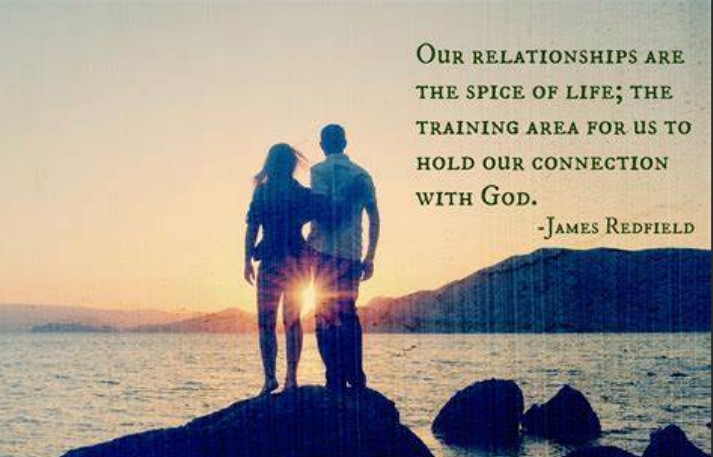 Our relationships are
the spice of life; the
training area for us to
hold our connection
with God.
-James Redfield